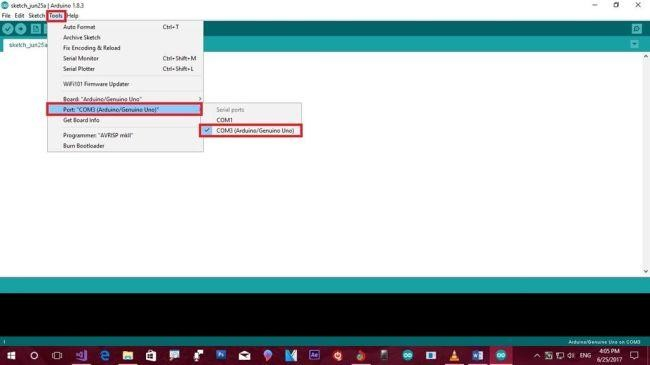 sketch_jun25a | Arduino 1.8.3
File Edit Sketch Tools Help
sketch_jun25a
Auto Format Ctrl+T
Archive Sketch
Fix Encoding & Reload
Serial Monitor Ctrl+Shift+M
Serial Plotter Ctrl+Shift+L
WiFi101 Firmware Updater
Board: "Arduino/Genuino Uno"
Port: "COM3 (Arduino/Genuino Uno)"
Get Board Info
Programmer: "AVRISP mkII"
Burn Bootloader
Serial ports
COM1
COM3 (Arduino/Genuino Uno)
1
Arduino/Genuino Uno on COM3
Ps
Ae
W
ENG
4:05 PM
6/25/2017